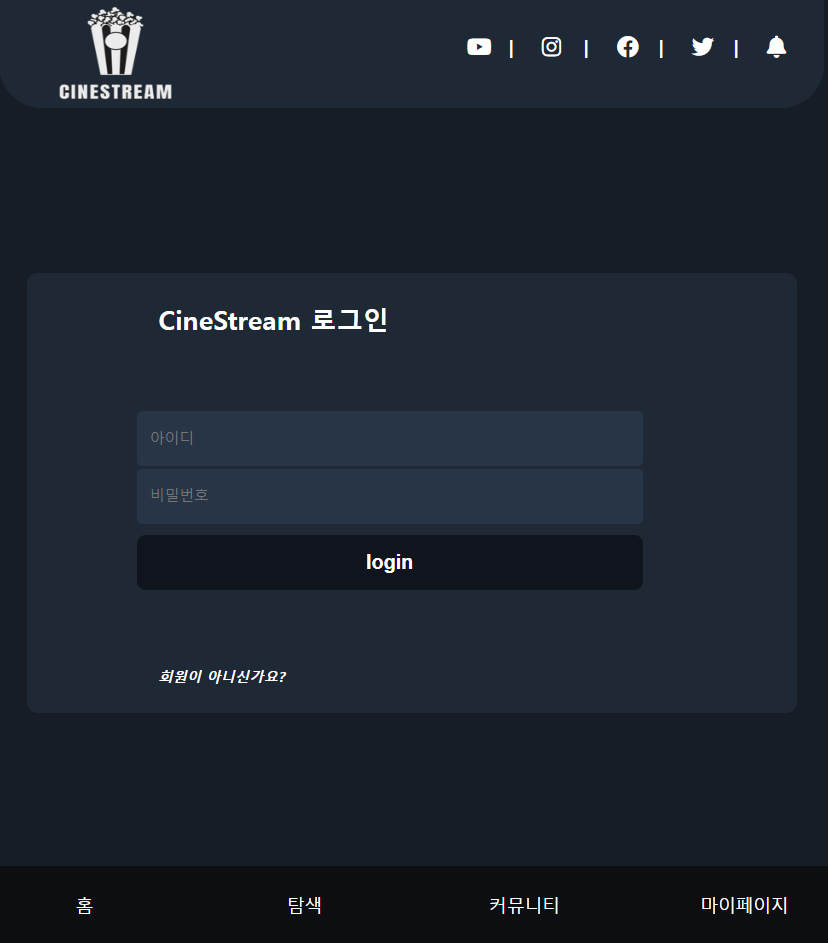 CINESTREAM
| | | |
CineStream 로그인
아이디
비밀번호
login
회원이 아니신가요?
홈 탐색 커뮤니티 마이페이지